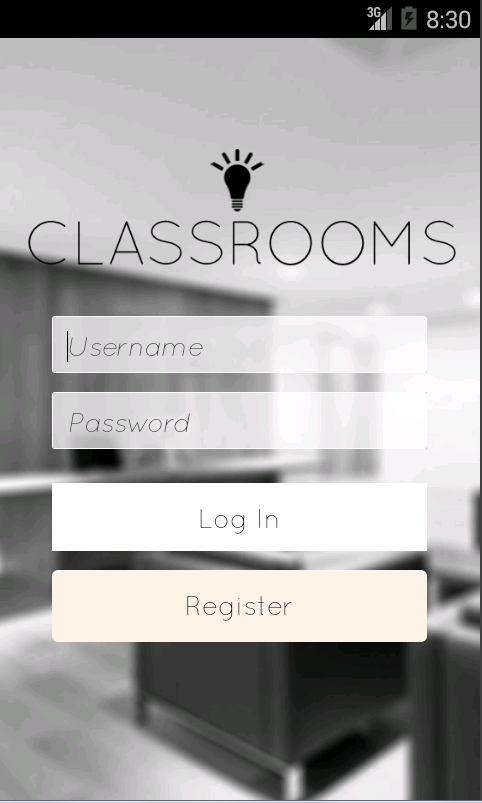 3G 8:30
CLASSROOMS
Username
Password
Log In
Register